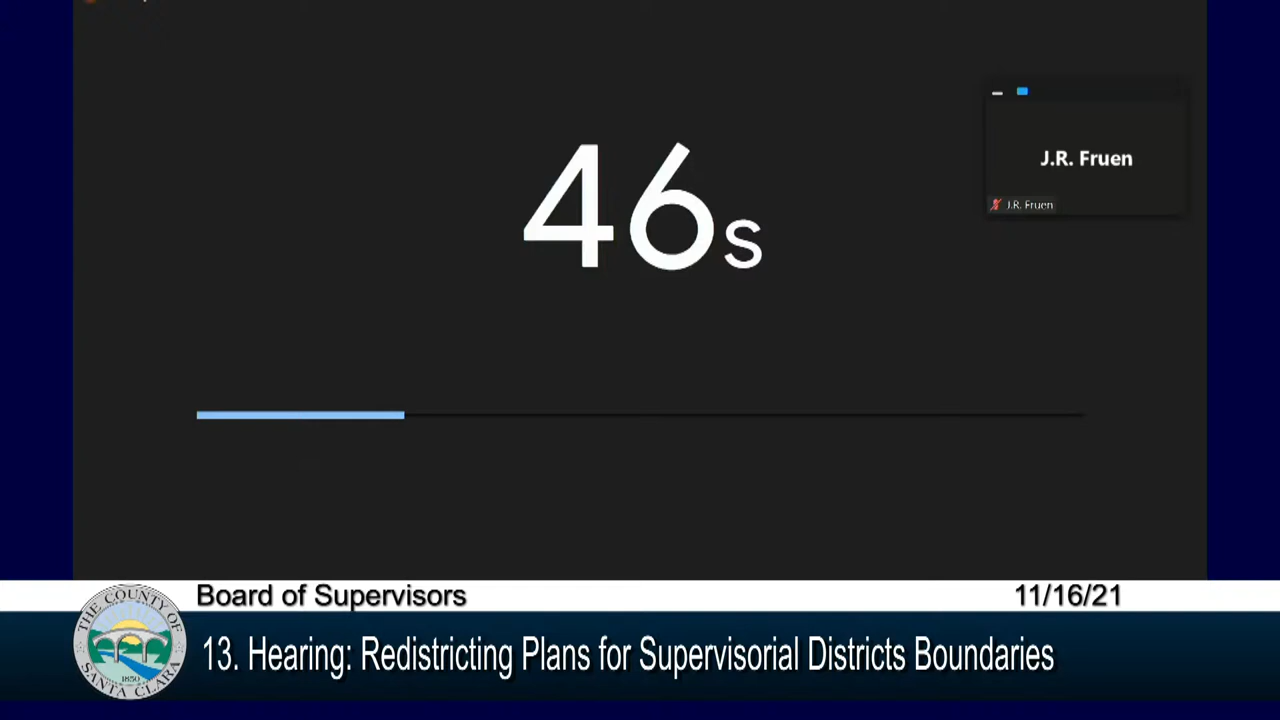 46s
J.R. Fruen
J.R. Fruen
Board of Supervisors
11/16/21
THE COUNTY OF
SANTA CLARA
1850
13. Hearing: Redistricting Plans for Supervisorial Districts Boundaries